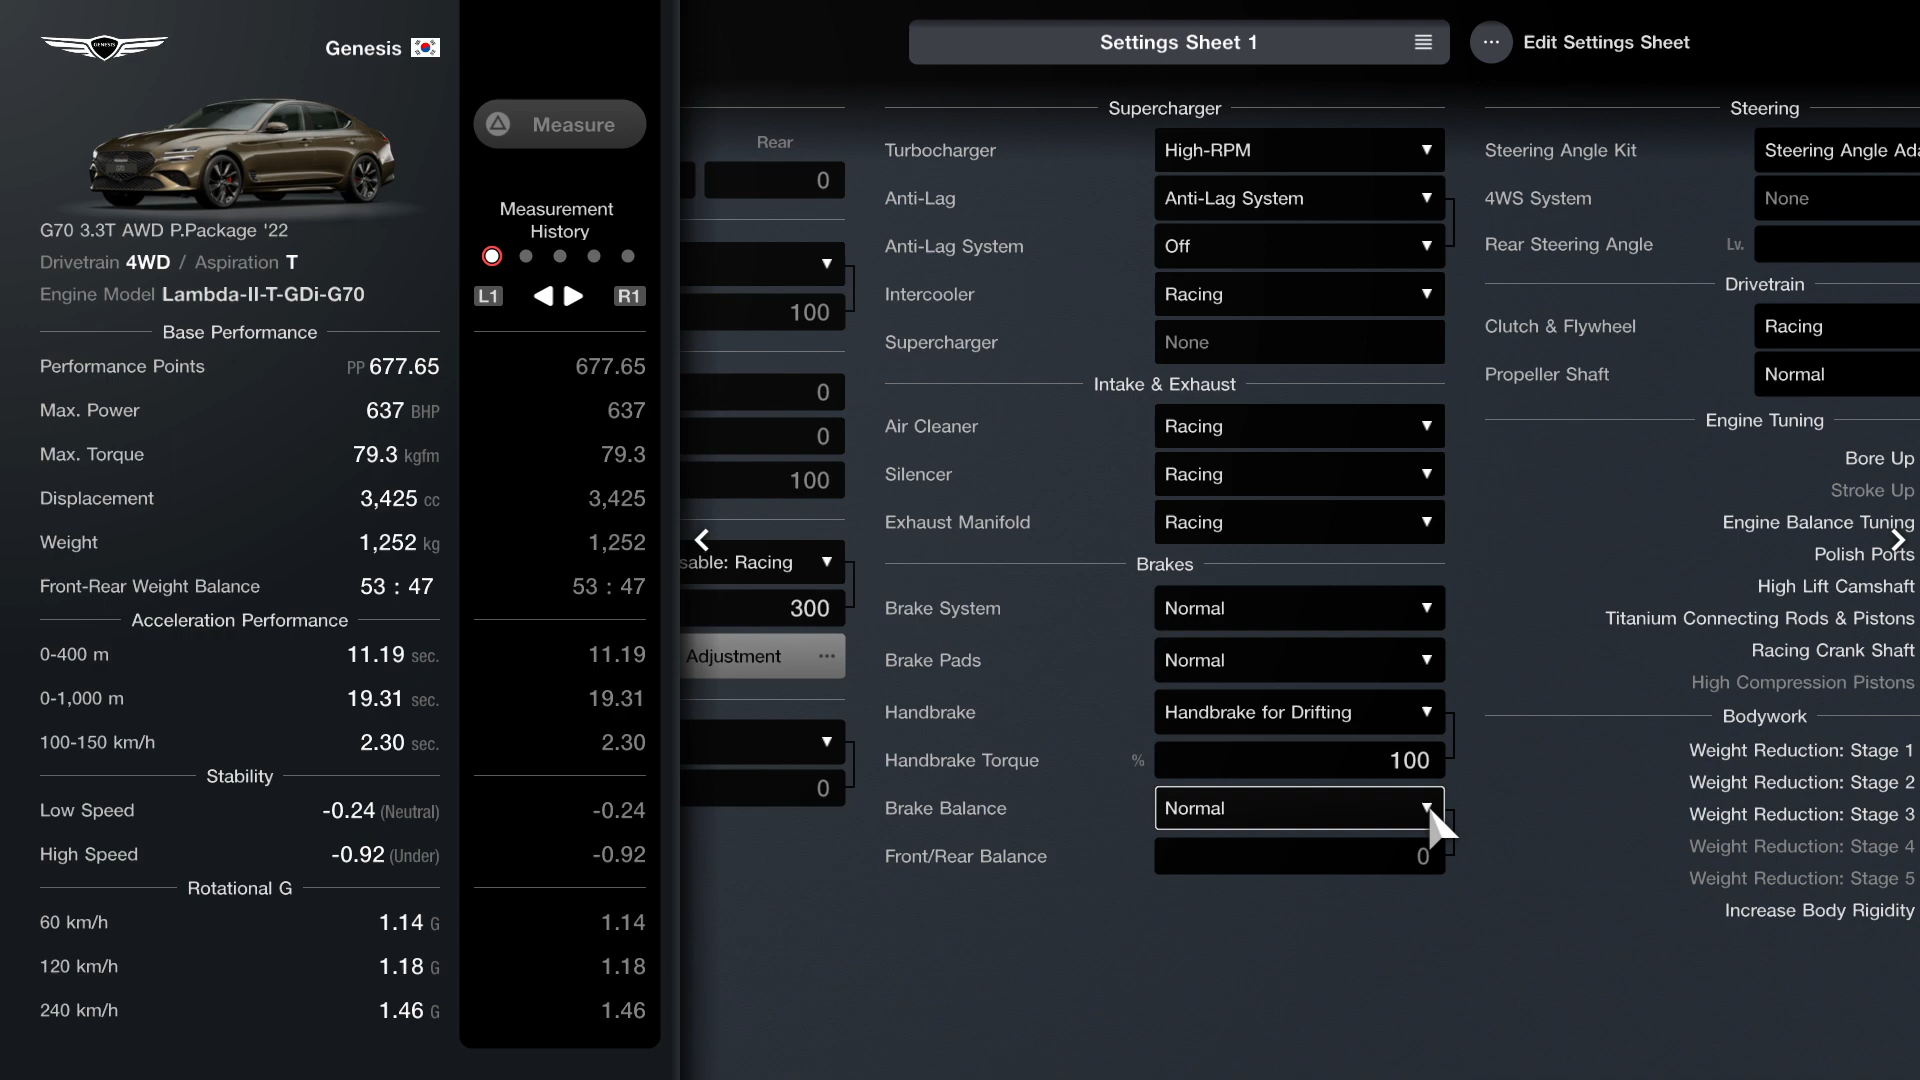 GENESIS
Genesis
G70 3.3T AWD P.Package '22
Drivetrain 4WD / Aspiration T
Engine Model Lambda-II-T-GDi-G70
Base Performance
Performance Points PP 677.65
Max. Power 637 BHP
Max. Torque 79.3 kgfm
Displacement 3,425 cc
Weight 1,252 kg
Front-Rear Weight Balance 53 : 47
Acceleration Performance
0-400 m 11.19 sec.
0-1,000 m 19.31 sec.
100-150 km/h 2.30 sec.
Stability
Low Speed -0.24 (Neutral)
High Speed -0.92 (Under)
Rotational G
60 km/h 1.14 G
120 km/h 1.18 G
240 km/h 1.46 G
Measure
Measurement
History
L1 R1
677.65
637
79.3
3,425
1,252
53 : 47
11.19
19.31
2.30
-0.24
-0.92
1.14
1.18
1.46
Settings Sheet 1
Edit Settings Sheet
Rear
0
100
0
0
100
sable: Racing
300
Adjustment ...
0
Supercharger
Turbocharger High-RPM
Anti-Lag Anti-Lag System
Anti-Lag System Off
Intercooler Racing
Supercharger None
Intake & Exhaust
Air Cleaner Racing
Silencer Racing
Exhaust Manifold Racing
Brakes
Brake System Normal
Brake Pads Normal
Handbrake Handbrake for Drifting
Handbrake Torque % 100
Brake Balance Normal
Front/Rear Balance 0
Steering
Steering Angle Kit Steering Angle Ada
4WS System None
Rear Steering Angle Lv.
Drivetrain
Clutch & Flywheel Racing
Propeller Shaft Normal
Engine Tuning
Bore Up
Stroke Up
Engine Balance Tuning
Polish Ports
High Lift Camshaft
Titanium Connecting Rods & Pistons
Racing Crank Shaft
High Compression Pistons
Bodywork
Weight Reduction: Stage 1
Weight Reduction: Stage 2
Weight Reduction: Stage 3
Weight Reduction: Stage 4
Weight Reduction: Stage 5
Increase Body Rigidity